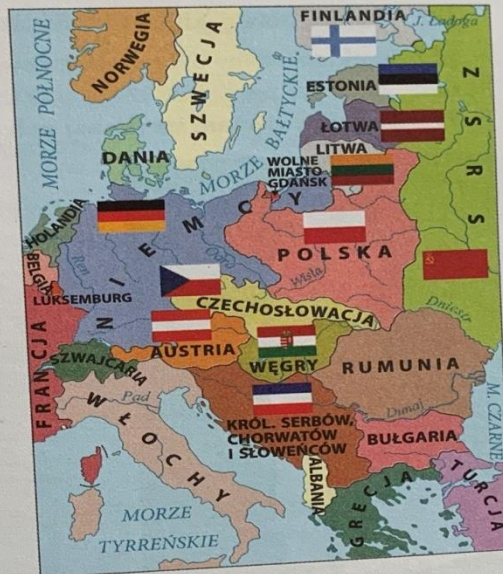 FINLANDIA
J. Ładoga
NORWEGIA
SZWECJA
MORZE PÓŁNOCNE
ESTONIA
Z S R S
MORZE BAŁTYCKIE
ŁOTWA
DANIA
LITWA
WOLNE
MIASTO
GDAŃSK
HOLANDIA
NIEMCY
BELGIA
Ren
Odra
POLSKA
Wisła
LUKSEMBURG
CZECHOSŁOWACJA
Dniestr
FRANCJA
AUSTRIA
SZWAJCARIA
WĘGRY
RUMUNIA
Pad
WŁOCHY
KRÓL. SERBÓW,
CHORWATÓW
I SŁOWEŃCÓW
Dunaj
M. CZARNE
BUŁGARIA
ALBANIA
GRECJA
TURCJA
MORZE
TYRREŃSKIE